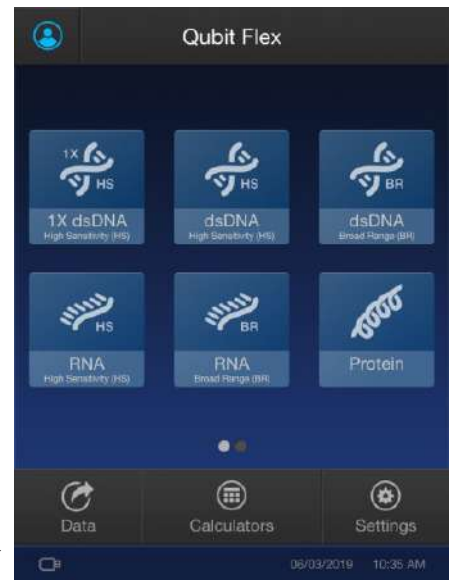 Qubit Flex
1X HS
HS
BR
1X dsDNA
High Sensitivity (HS)
dsDNA
High Sensitivity (HS)
dsDNA
Broad Range (BR)
HS
BR
RNA
High Sensitivity (HS)
RNA
Broad Range (BR)
Protein
Data
Calculators
Settings
06/03/2019 10:35 AM